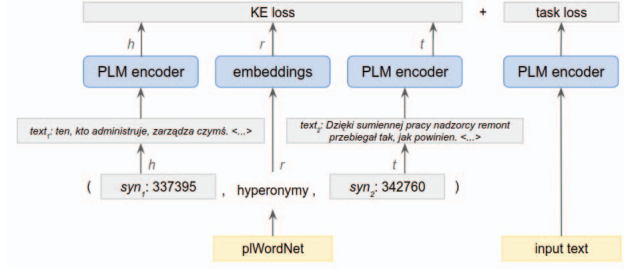 KE loss + task loss
h r t
PLM encoder embeddings PLM encoder PLM encoder
text₁: ten, kto administruje, zarządza czymś. <...> text₂: Dzięki sumiennej pracy nadzorcy remont
przebiegał tak, jak powinien. <...>
h r t
( syn₁: 337395 , hyperonymy , syn₂: 342760 )
plWordNet input text